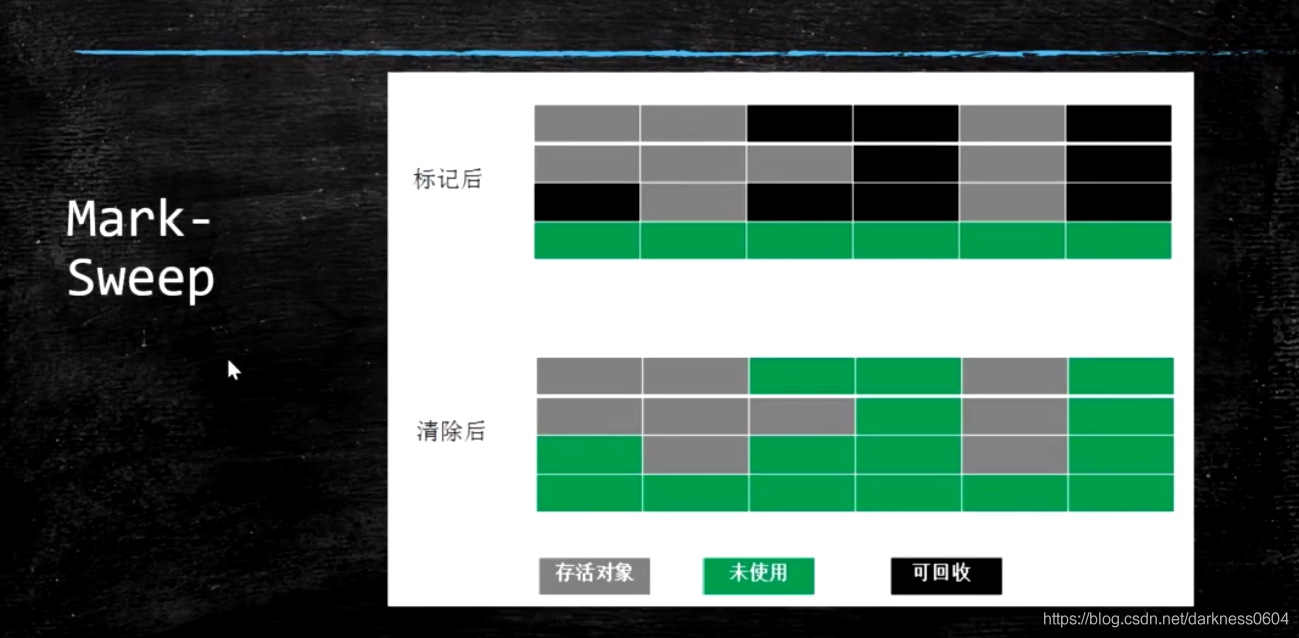 Mark-
Sweep
标记后
清除后
存活对象 未使用 可回收
https://blog.csdn.net/darkness0604